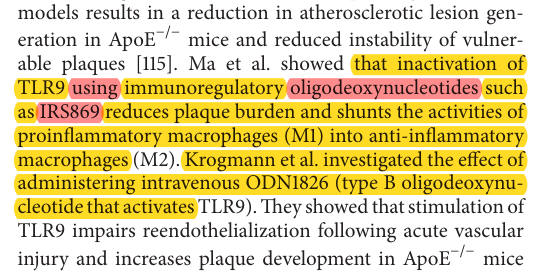 models results in a reduction in atherosclerotic lesion gen-
eration in ApoE−/− mice and reduced instability of vulner-
able plaques [115]. Ma et al. showed that inactivation of
TLR9 using immunoregulatory oligodeoxynucleotides such
as IRS869 reduces plaque burden and shunts the activities of
proinflammatory macrophages (M1) into anti-inflammatory
macrophages (M2). Krogmann et al. investigated the effect of
administering intravenous ODN1826 (type B oligodeoxynu-
cleotide that activates TLR9). They showed that stimulation of
TLR9 impairs reendothelialization following acute vascular
injury and increases plaque development in ApoE−/− mice